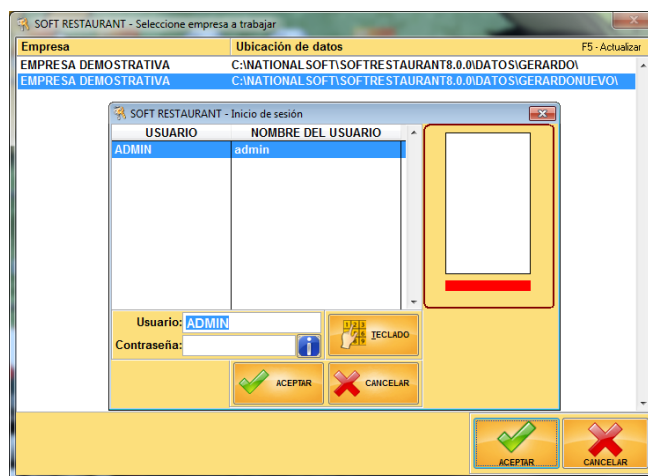 SOFT RESTAURANT - Seleccione empresa a trabajar
Empresa Ubicación de datos F5 - Actualizar
EMPRESA DEMOSTRATIVA C:\NATIONALSOFT\SOFTRESTAURANT8.0.0\DATOS\GERARDO\
EMPRESA DEMOSTRATIVA C:\NATIONALSOFT\SOFTRESTAURANT8.0.0\DATOS\GERARDONUEVO\
SOFT RESTAURANT - Inicio de sesión
USUARIO NOMBRE DEL USUARIO
ADMIN admin
Usuario: ADMIN
Contraseña:
TECLADO
ACEPTAR CANCELAR
ACEPTAR CANCELAR